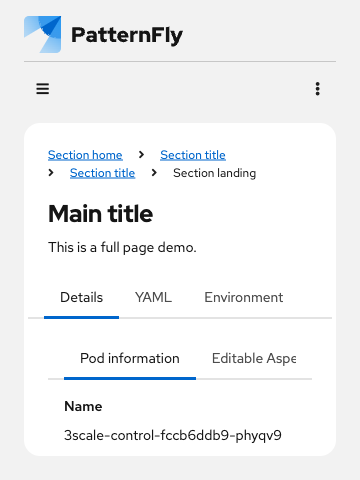 PatternFly
Section home > Section title
> Section title > Section landing
Main title
This is a full page demo.
Details YAML Environment
Pod information Editable Aspe
Name
3scale-control-fccb6ddb9-phyqv9